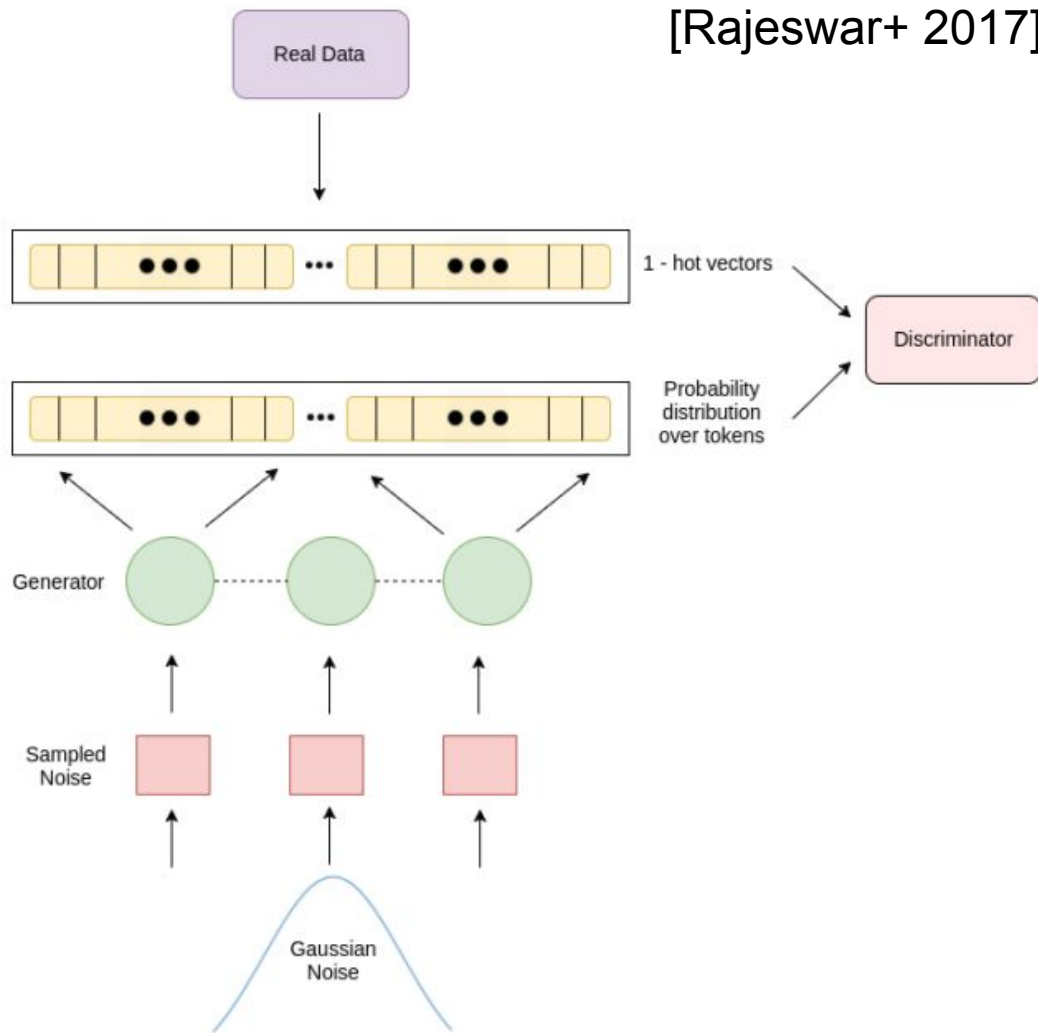 [Rajeswar+ 2017]
Real Data
1 - hot vectors
Discriminator
Probability
distribution
over tokens
Generator
Sampled
Noise
Gaussian
Noise